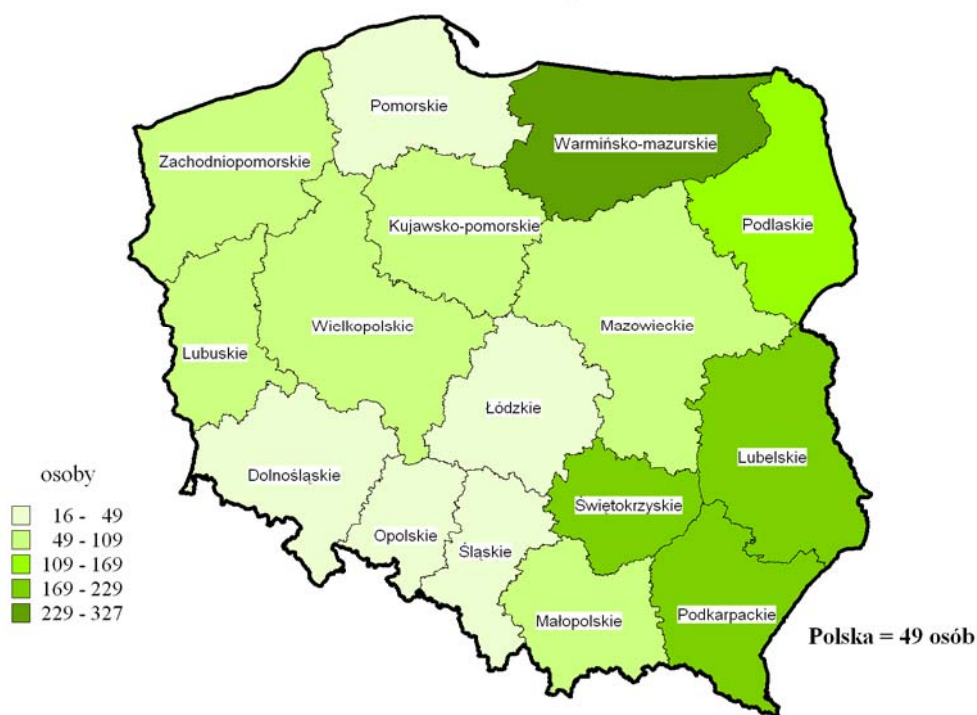 Pomorskie
Warmińsko-mazurskie
Zachodniopomorskie
Kujawsko-pomorskie
Podlaskie
Wielkopolskie
Mazowieckie
Lubuskie
Łódzkie
Dolnośląskie
Lubelskie
Świętokrzyskie
Opolskie
Śląskie
Małopolskie
Podkarpackie
osoby
16 - 49
49 - 109
109 - 169
169 - 229
229 - 327
Polska = 49 osób